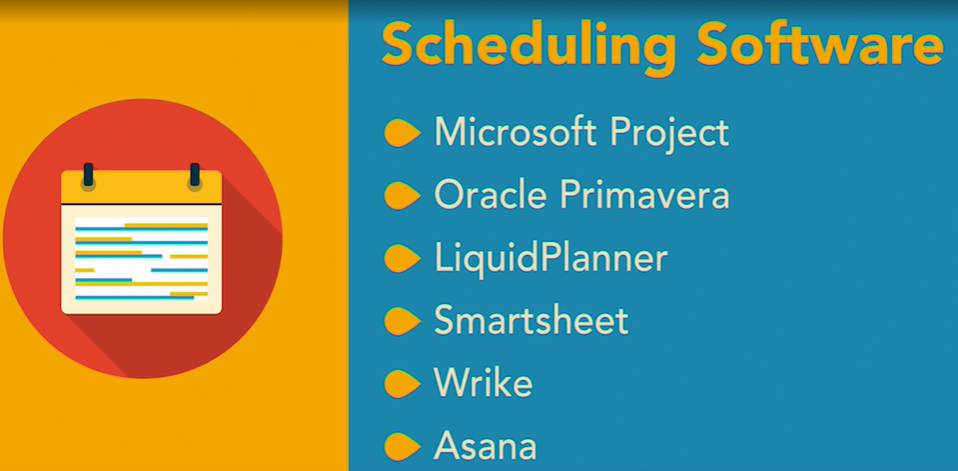 Scheduling Software
Microsoft Project
Oracle Primavera
LiquidPlanner
Smartsheet
Wrike
Asana